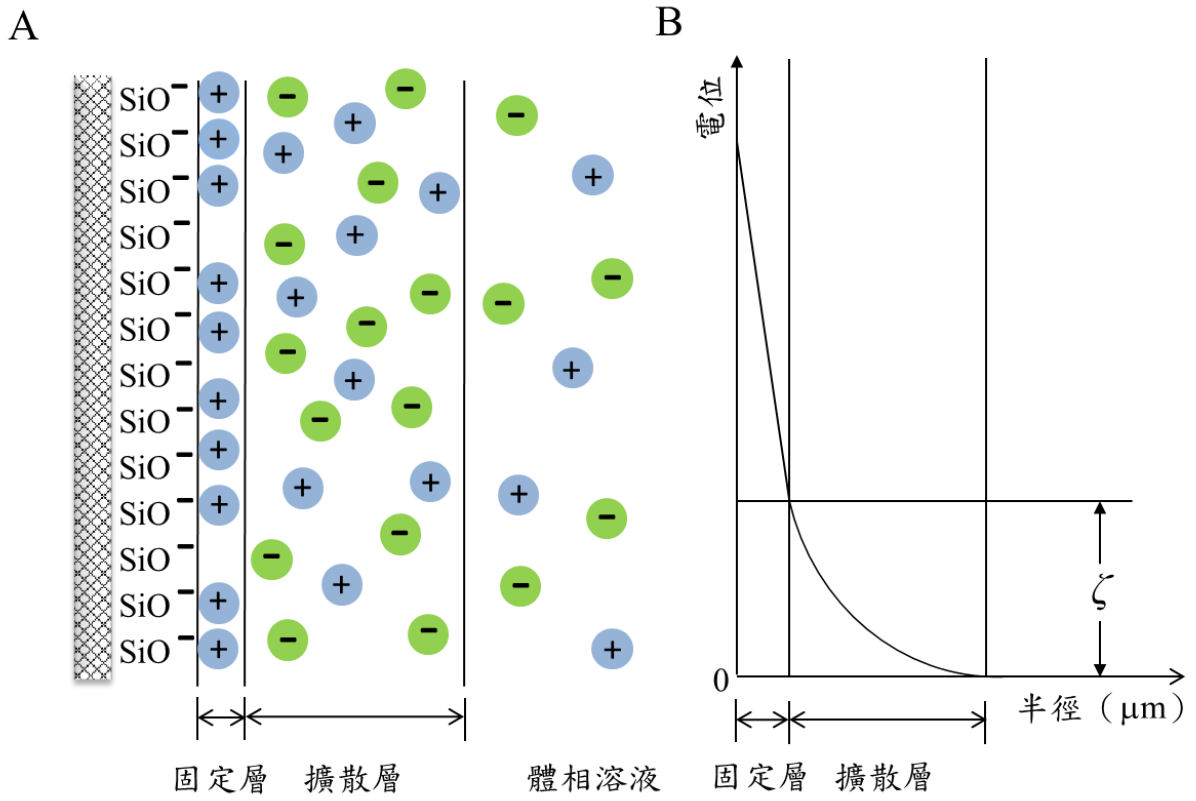 A
SiO⁻
SiO⁻
SiO⁻
SiO⁻
SiO⁻
SiO⁻
SiO⁻
SiO⁻
SiO⁻
SiO⁻
SiO⁻
SiO⁻
SiO⁻
固定層
擴散層
體相溶液
B
電位
ζ
0
半徑（μm）
固定層
擴散層